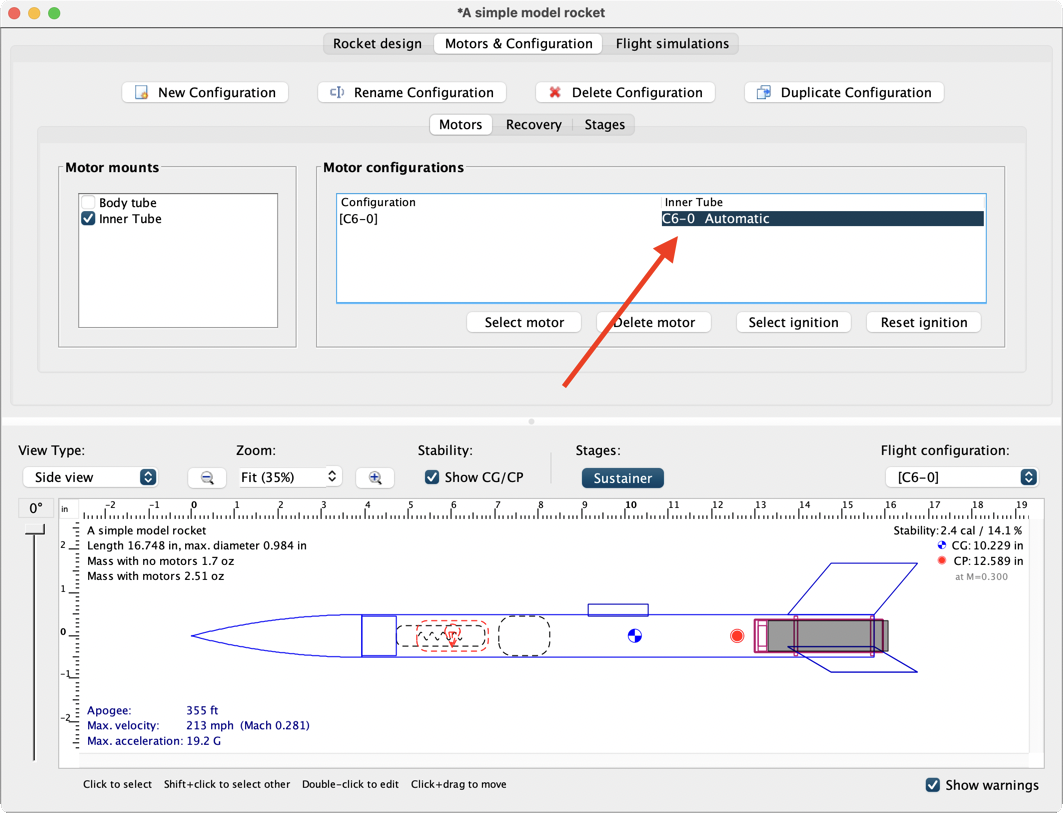 *A simple model rocket
Rocket design Motors & Configuration Flight simulations
New Configuration Rename Configuration Delete Configuration Duplicate Configuration
Motors Recovery Stages
Motor mounts
Body tube
Inner Tube
Motor configurations
Configuration Inner Tube
[C6-0] C6-0 Automatic
Select motor Delete motor Select ignition Reset ignition
View Type: Zoom: Stability: Stages: Flight configuration:
Side view Fit (35%) Show CG/CP Sustainer [C6-0]
0° in -2 -1 0 1 2 3 4 5 6 7 8 9 10 11 12 13 14 15 16 17 18 19
2
1
0
-1
-2
A simple model rocket
Length 16.748 in, max. diameter 0.984 in
Mass with no motors 1.7 oz
Mass with motors 2.51 oz
Stability: 2.4 cal / 14.1 %
CG: 10.229 in
CP: 12.589 in
at M=0.300
Apogee: 355 ft
Max. velocity: 213 mph (Mach 0.281)
Max. acceleration: 19.2 G
Click to select Shift+click to select other Double-click to edit Click+drag to move
Show warnings